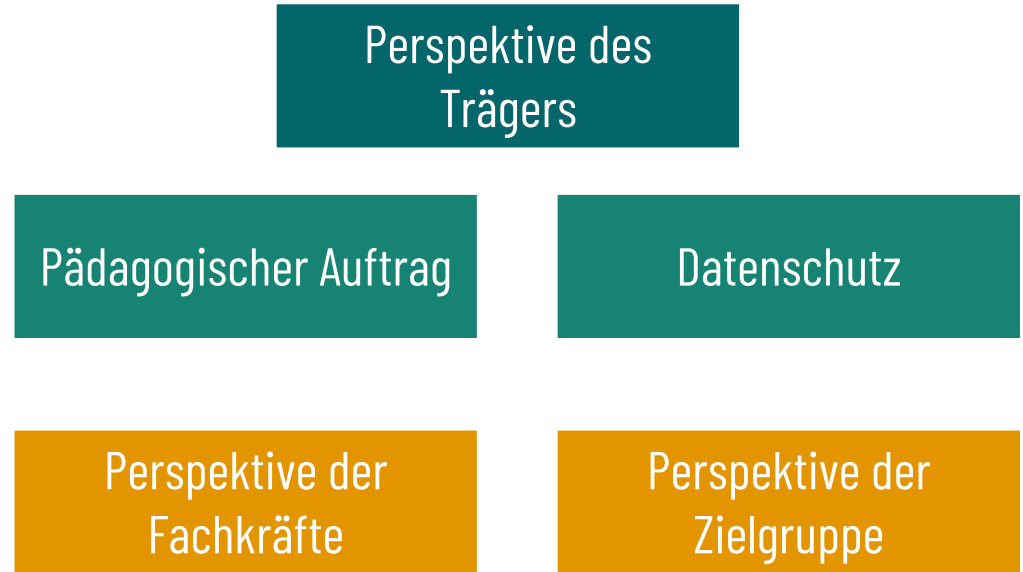 Perspektive des
Trägers
Pädagogischer Auftrag
Datenschutz
Perspektive der
Fachkräfte
Perspektive der
Zielgruppe